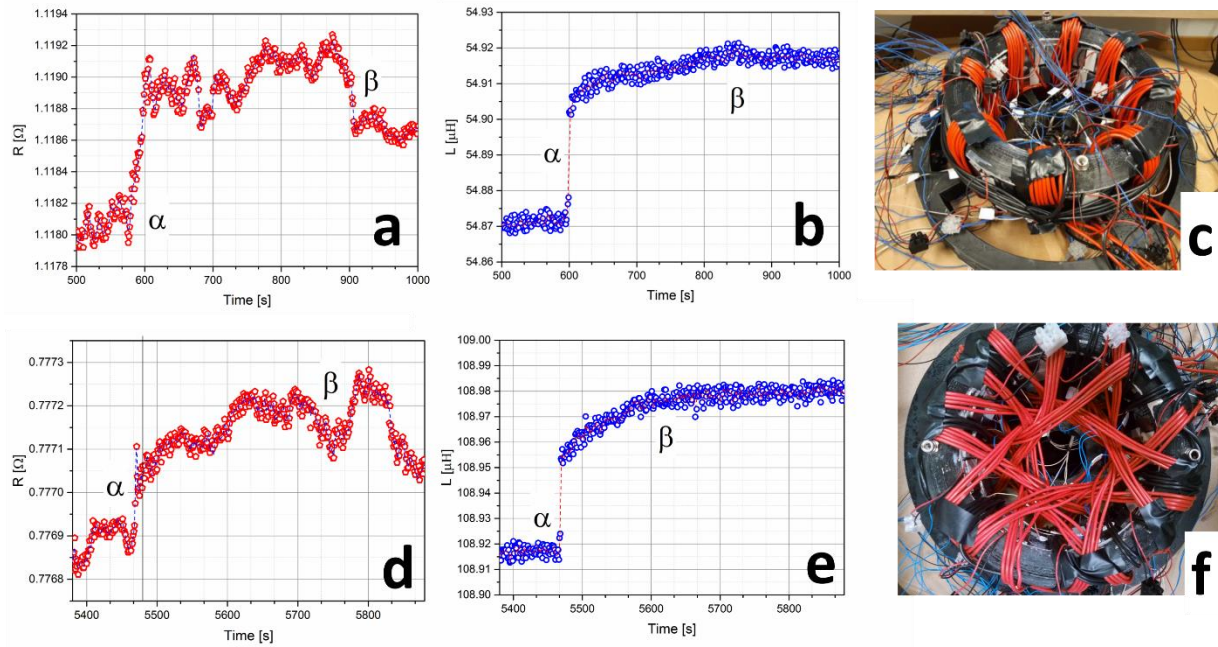 1.1194
1.1192
1.1190
1.1188
1.1186
1.1184
1.1182
1.1180
1.1178
R [Ω]
α
β
a
500 600 700 800 900 1000
Time [s]
54.93
54.92
54.91
54.90
54.89
54.88
54.87
54.86
L [μH]
α
β
b
500 600 700 800 900 1000
Time [s]
c
0.7773
0.7772
0.7771
0.7770
0.7769
0.7768
R [Ω]
α
β
d
5400 5500 5600 5700 5800
Time [s]
109.00
108.99
108.98
108.97
108.96
108.95
108.94
108.93
108.92
108.91
108.90
L [μH]
α
β
e
5400 5500 5600 5700 5800
Time [s]
f